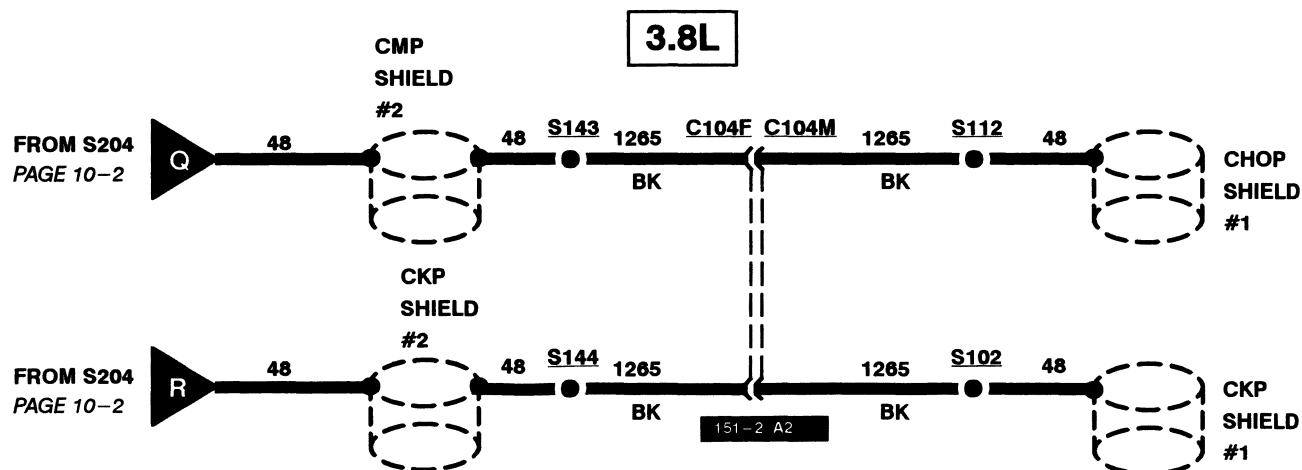 3.8L
CMP
SHIELD
#2
FROM S204
PAGE 10-2
Q
48
48
S143
1265
BK
C104F C104M
1265
BK
S112
48
CHOP
SHIELD
#1
CKP
SHIELD
#2
FROM S204
PAGE 10-2
R
48
48
S144
1265
BK
1265
BK
S102
48
CKP
SHIELD
#1
151-2 A2